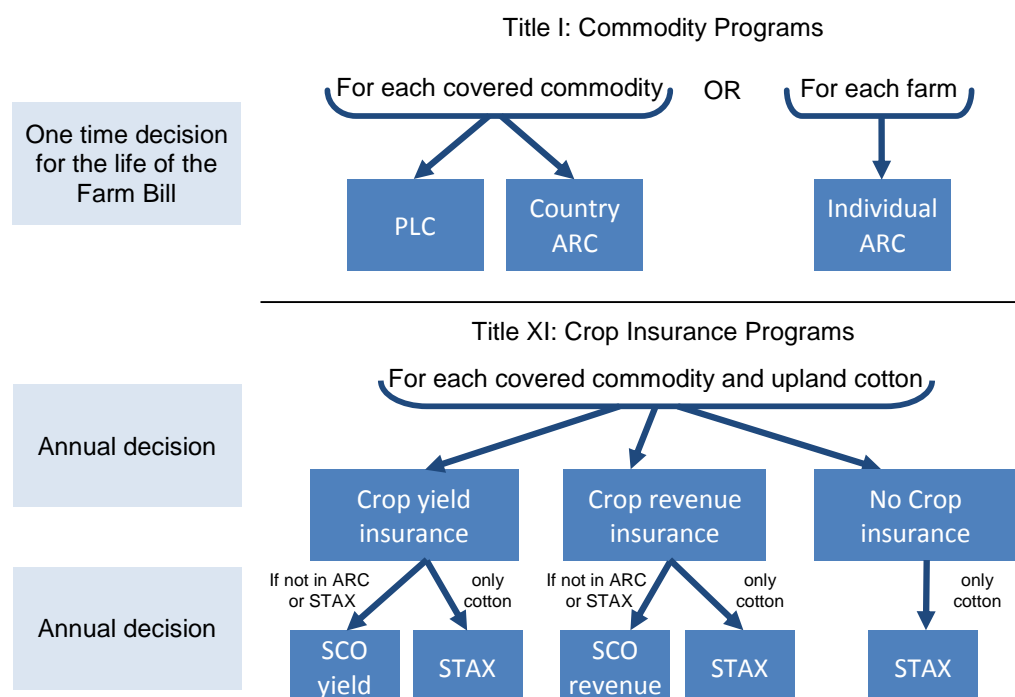 Title I: Commodity Programs
For each covered commodity
OR
For each farm
One time decision
for the life of the
Farm Bill
PLC
Country
ARC
Individual
ARC
Title XI: Crop Insurance Programs
For each covered commodity and upland cotton
Annual decision
Crop yield
insurance
Crop revenue
insurance
No Crop
insurance
Annual decision
If not in ARC
or STAX
only
cotton
If not in ARC
or STAX
only
cotton
only
cotton
SCO
yield
STAX
SCO
revenue
STAX
STAX